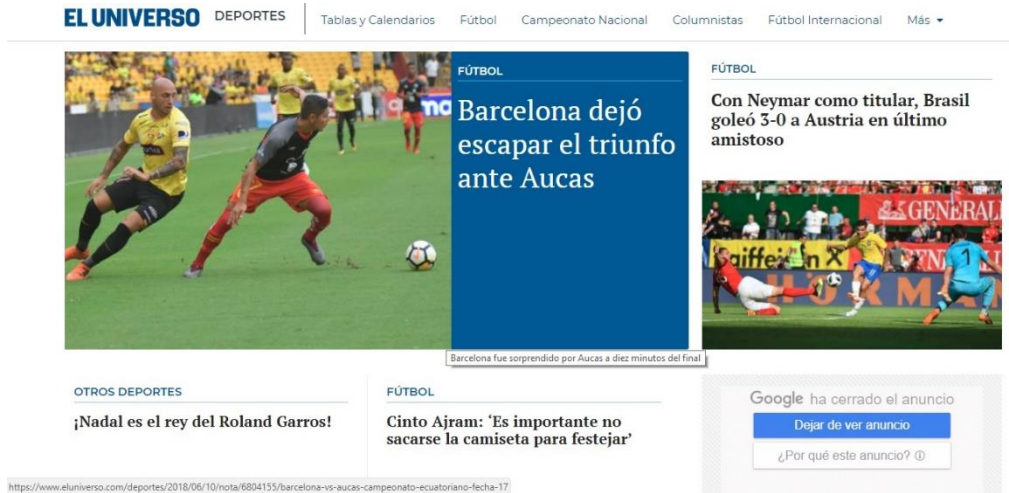 EL UNIVERSO DEPORTES Tablas y Calendarios Fútbol Campeonato Nacional Columnistas Fútbol Internacional Más
FÚTBOL
Barcelona dejó
escapar el triunfo
ante Aucas
Barcelona fue sorprendido por Aucas a diez minutos del final
FÚTBOL
Con Neymar como titular, Brasil
goleó 3-0 a Austria en último
amistoso
GENERALI
1
OTROS DEPORTES
¡Nadal es el rey del Roland Garros!
FÚTBOL
Cinto Ajram: ‘Es importante no
sacarse la camiseta para festejar’
Google ha cerrado el anuncio
Dejar de ver anuncio
¿Por qué este anuncio?
https://www.eluniverso.com/deportes/2018/06/10/nota/6804155/barcelona-vs-aucas-campeonato-ecuatoriano-fecha-17